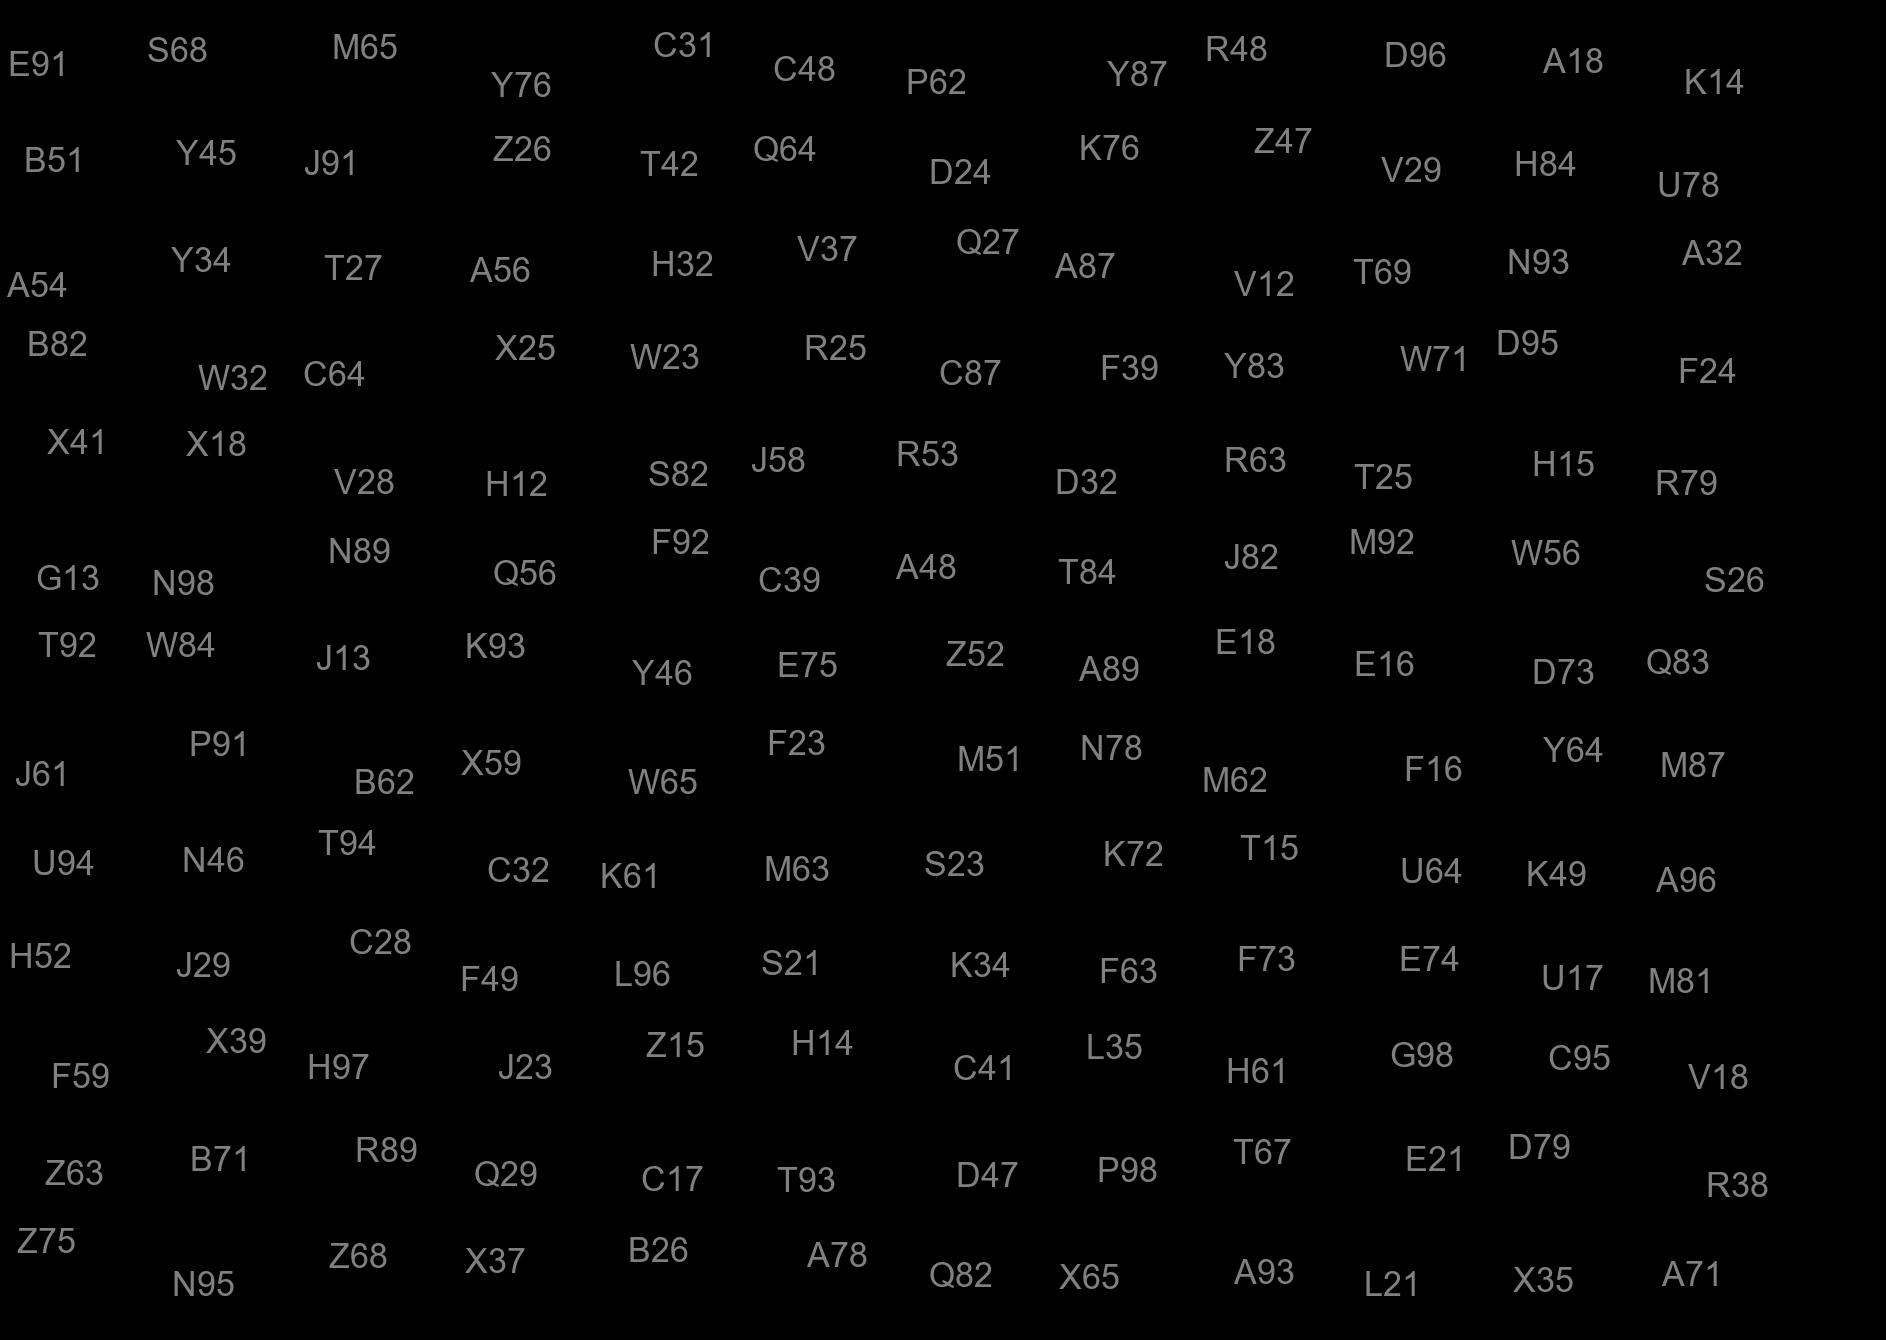 E91 S68 M65 Y76 C31 C48 P62 Y87 R48 D96 A18 K14
B51 Y45 J91 Z26 T42 Q64 D24 K76 Z47 V29 H84 U78
A54 Y34 T27 A56 H32 V37 Q27 A87 V12 T69 N93 A32
B82 W32 C64 X25 W23 R25 C87 F39 Y83 W71 D95 F24
X41 X18 V28 H12 S82 J58 R53 D32 R63 T25 H15 R79
G13 N98 N89 Q56 F92 C39 A48 T84 J82 M92 W56 S26
T92 W84 J13 K93 Y46 E75 Z52 A89 E18 E16 D73 Q83
J61 P91 B62 X59 W65 F23 M51 N78 M62 F16 Y64 M87
U94 N46 T94 C32 K61 M63 S23 K72 T15 U64 K49 A96
H52 J29 C28 F49 L96 S21 K34 F63 F73 E74 U17 M81
F59 X39 H97 J23 Z15 H14 C41 L35 H61 G98 C95 V18
Z63 B71 R89 Q29 C17 T93 D47 P98 T67 E21 D79 R38
Z75 N95 Z68 X37 B26 A78 Q82 X65 A93 L21 X35 A71